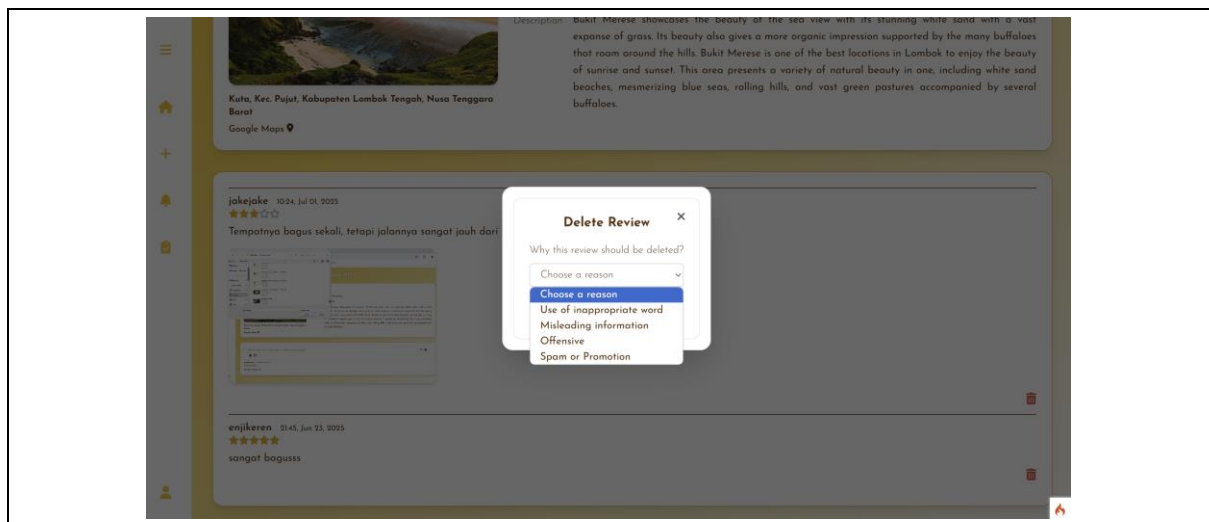 Description Bukit Merese showcases the beauty of the sea view with its stunning white sand with a vast
expanse of grass. Its beauty also gives a more organic impression supported by the many buffaloes
that roam around the hills. Bukit Merese is one of the best locations in Lombok to enjoy the beauty
of sunrise and sunset. This area presents a variety of natural beauty in one, including white sand
beaches, mesmerizing blue seas, rolling hills, and vast green pastures accompanied by several
buffaloes.
Kuta, Kec. Pujut, Kabupaten Lombok Tengah, Nusa Tenggara
Barat
Google Maps
jakejake 10:24, Jul 01, 2025
Tempatnya bagus sekali, tetapi jalannya sangat jauh dari
Delete Review ×
Why this review should be deleted?
Choose a reason
Choose a reason
Use of inappropriate word
Misleading information
Offensive
Spam or Promotion
enjikeren 21:45, Jun 23, 2025
sangat bagusss